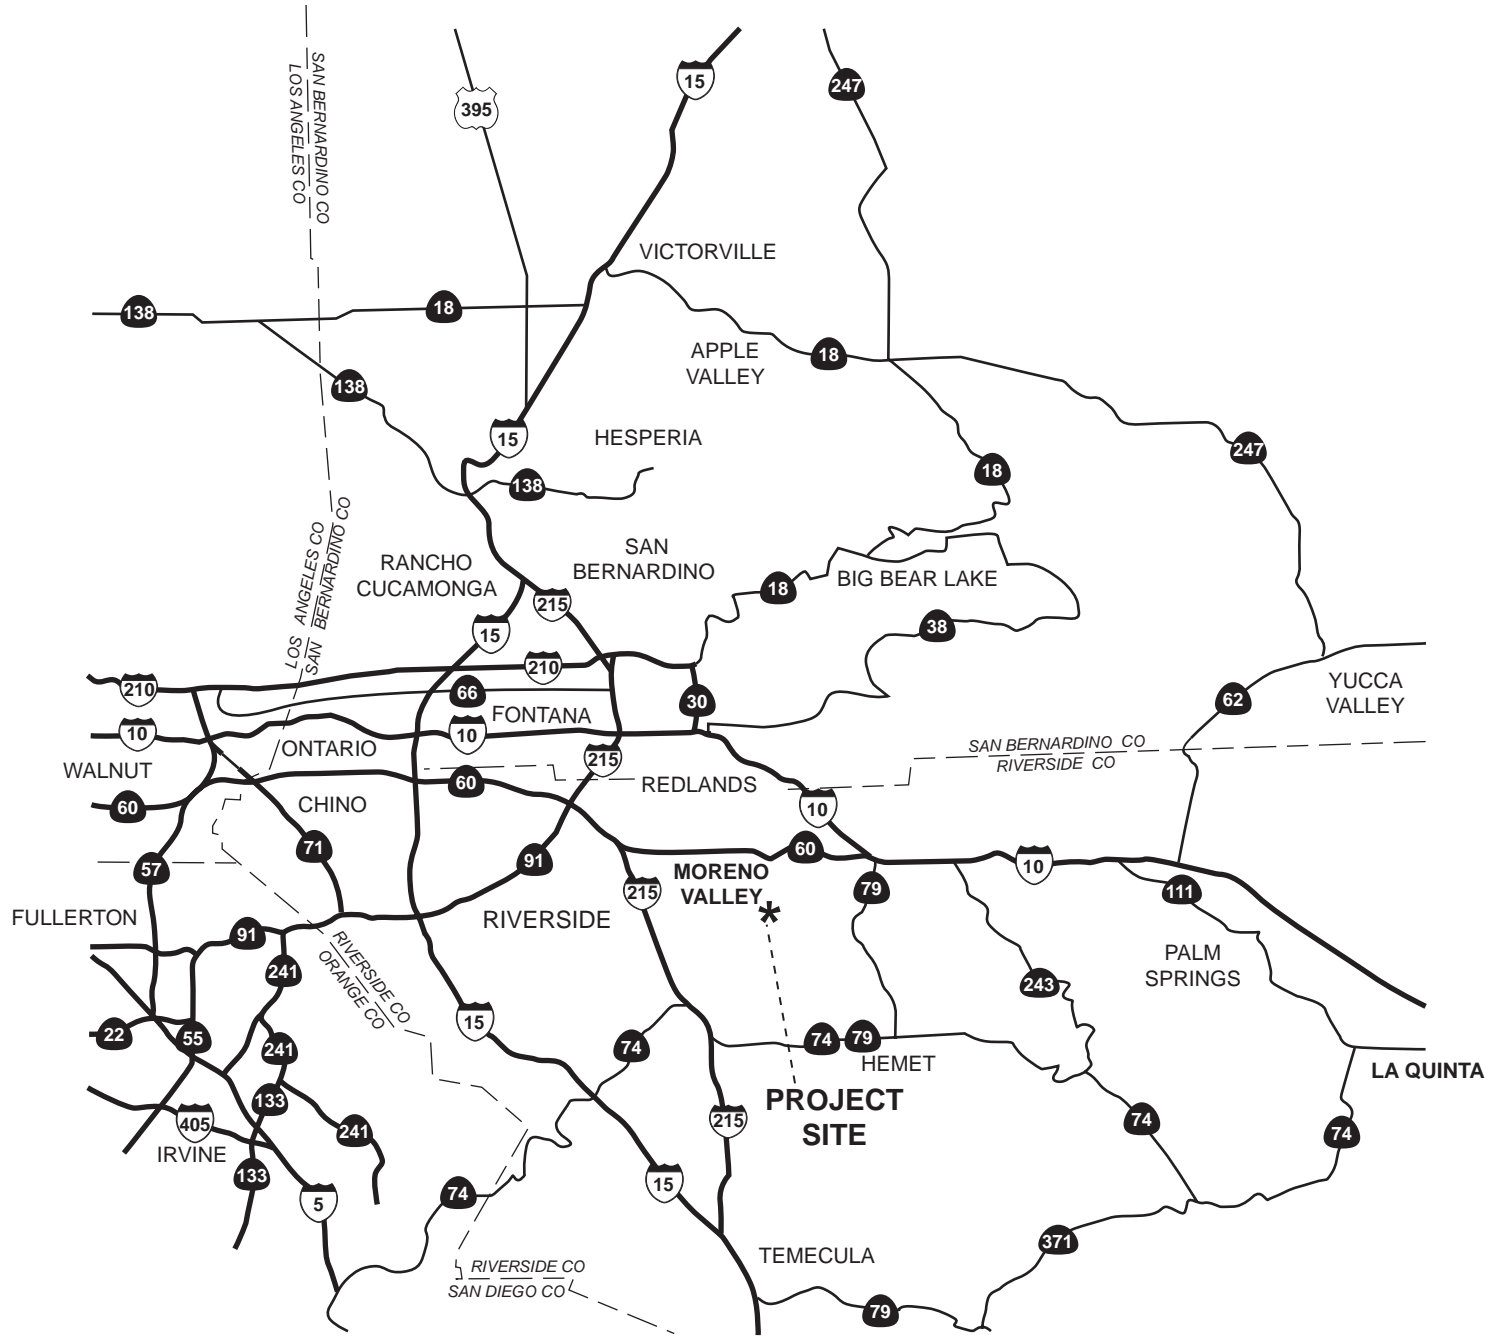 SAN BERNARDINO CO
LOS ANGELES CO
15
247
395
VICTORVILLE
138
18
APPLE
VALLEY
18
138
15
HESPERIA
247
18
138
LOS ANGELES CO
SAN BERNARDINO CO
RANCHO
CUCAMONGA
SAN
BERNARDINO
BIG BEAR LAKE
18
215
15
38
210
210
66
30
62
YUCCA
VALLEY
FONTANA
10
10
ONTARIO
215
SAN BERNARDINO CO
RIVERSIDE CO
WALNUT
60
REDLANDS
60
CHINO
10
71
60
57
91
MORENO
VALLEY
*
215
79
10
111
FULLERTON
91
RIVERSIDE
RIVERSIDE CO
ORANGE CO
241
PALM
SPRINGS
243
15
22
55
241
74
74
79
HEMET
LA QUINTA
133
405
241
IRVINE
PROJECT
SITE
215
74
74
133
5
74
15
371
TEMECULA
RIVERSIDE CO
SAN DIEGO CO
79